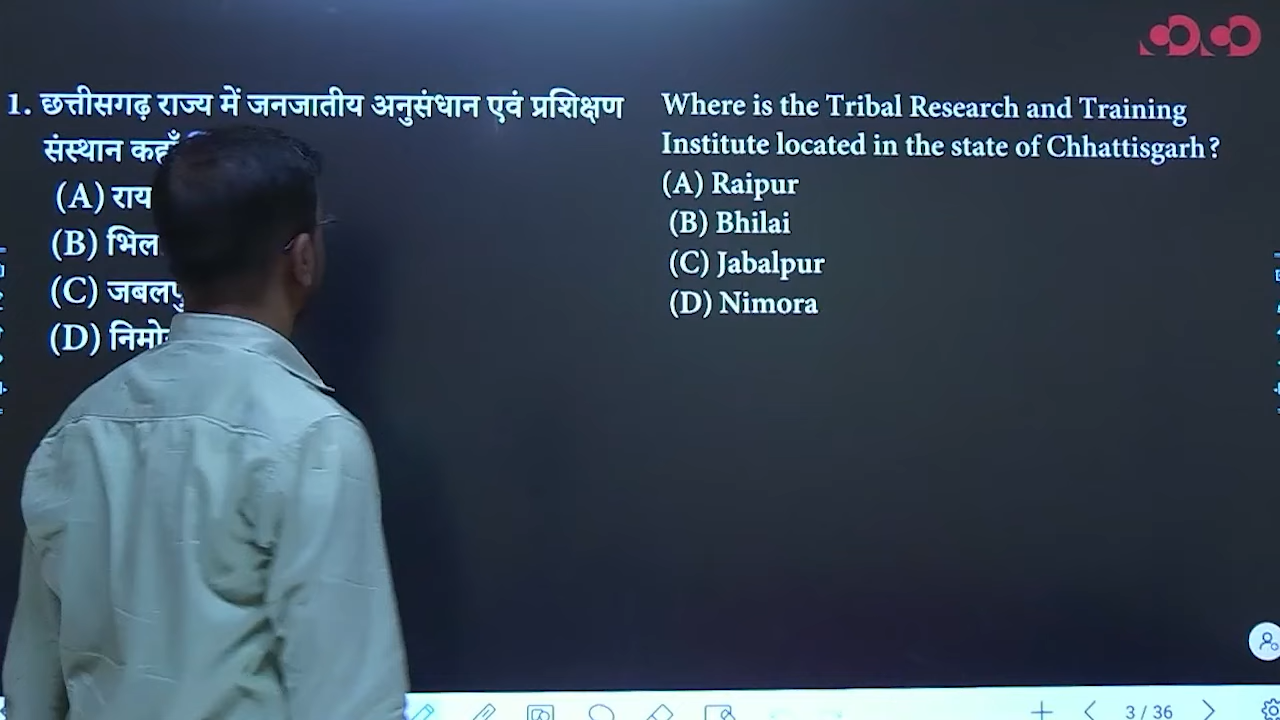 1. छत्तीसगढ़ राज्य में जनजातीय अनुसंधान एवं प्रशिक्षण
संस्थान
(A)
(B)
(C)
(D)
Where is the Tribal Research and Training
Institute located in the state of Chhattisgarh?
(A) Raipur
(B) Bhilai
(C) Jabalpur
(D) Nimora
3 / 36